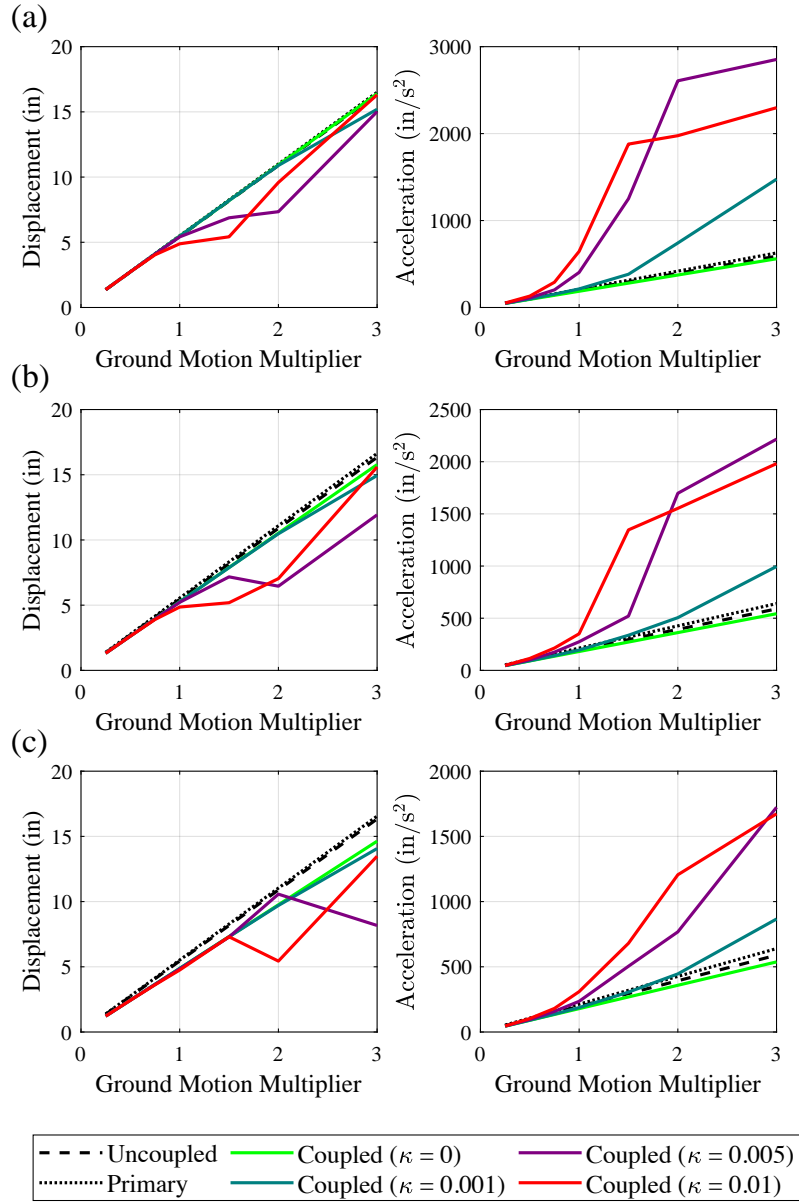 (a)
20
15
10
5
0
Displacement (in)
0 1 2 3
Ground Motion Multiplier
3000
2000
1000
0
Acceleration (in/s²)
0 1 2 3
Ground Motion Multiplier
(b)
20
15
10
5
0
Displacement (in)
0 1 2 3
Ground Motion Multiplier
2500
2000
1500
1000
500
0
Acceleration (in/s²)
0 1 2 3
Ground Motion Multiplier
(c)
20
15
10
5
0
Displacement (in)
0 1 2 3
Ground Motion Multiplier
2000
1500
1000
500
0
Acceleration (in/s²)
0 1 2 3
Ground Motion Multiplier
Uncoupled
Primary
Coupled (κ = 0)
Coupled (κ = 0.001)
Coupled (κ = 0.005)
Coupled (κ = 0.01)